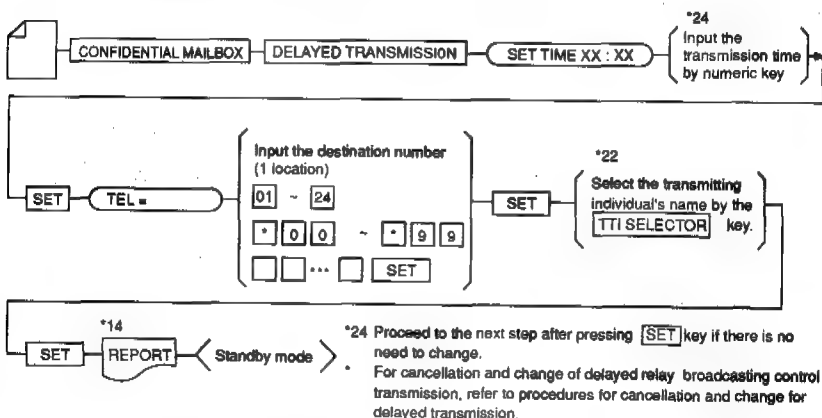 *24
CONFIDENTIAL MAILBOX DELAYED TRANSMISSION SET TIME XX : XX
Input the
transmission time
by numeric key
SET TEL =
Input the destination number
(1 location)
01 ~ 24
* 0 0 ~ * 9 9
... SET
SET
*22
Select the transmitting
individual's name by the
TTI SELECTOR key.
SET
*14
REPORT
Standby mode
*24 Proceed to the next step after pressing SET key if there is no
need to change.
* For cancellation and change of delayed relay broadcasting control
transmission, refer to procedures for cancellation and change for
delayed transmission.